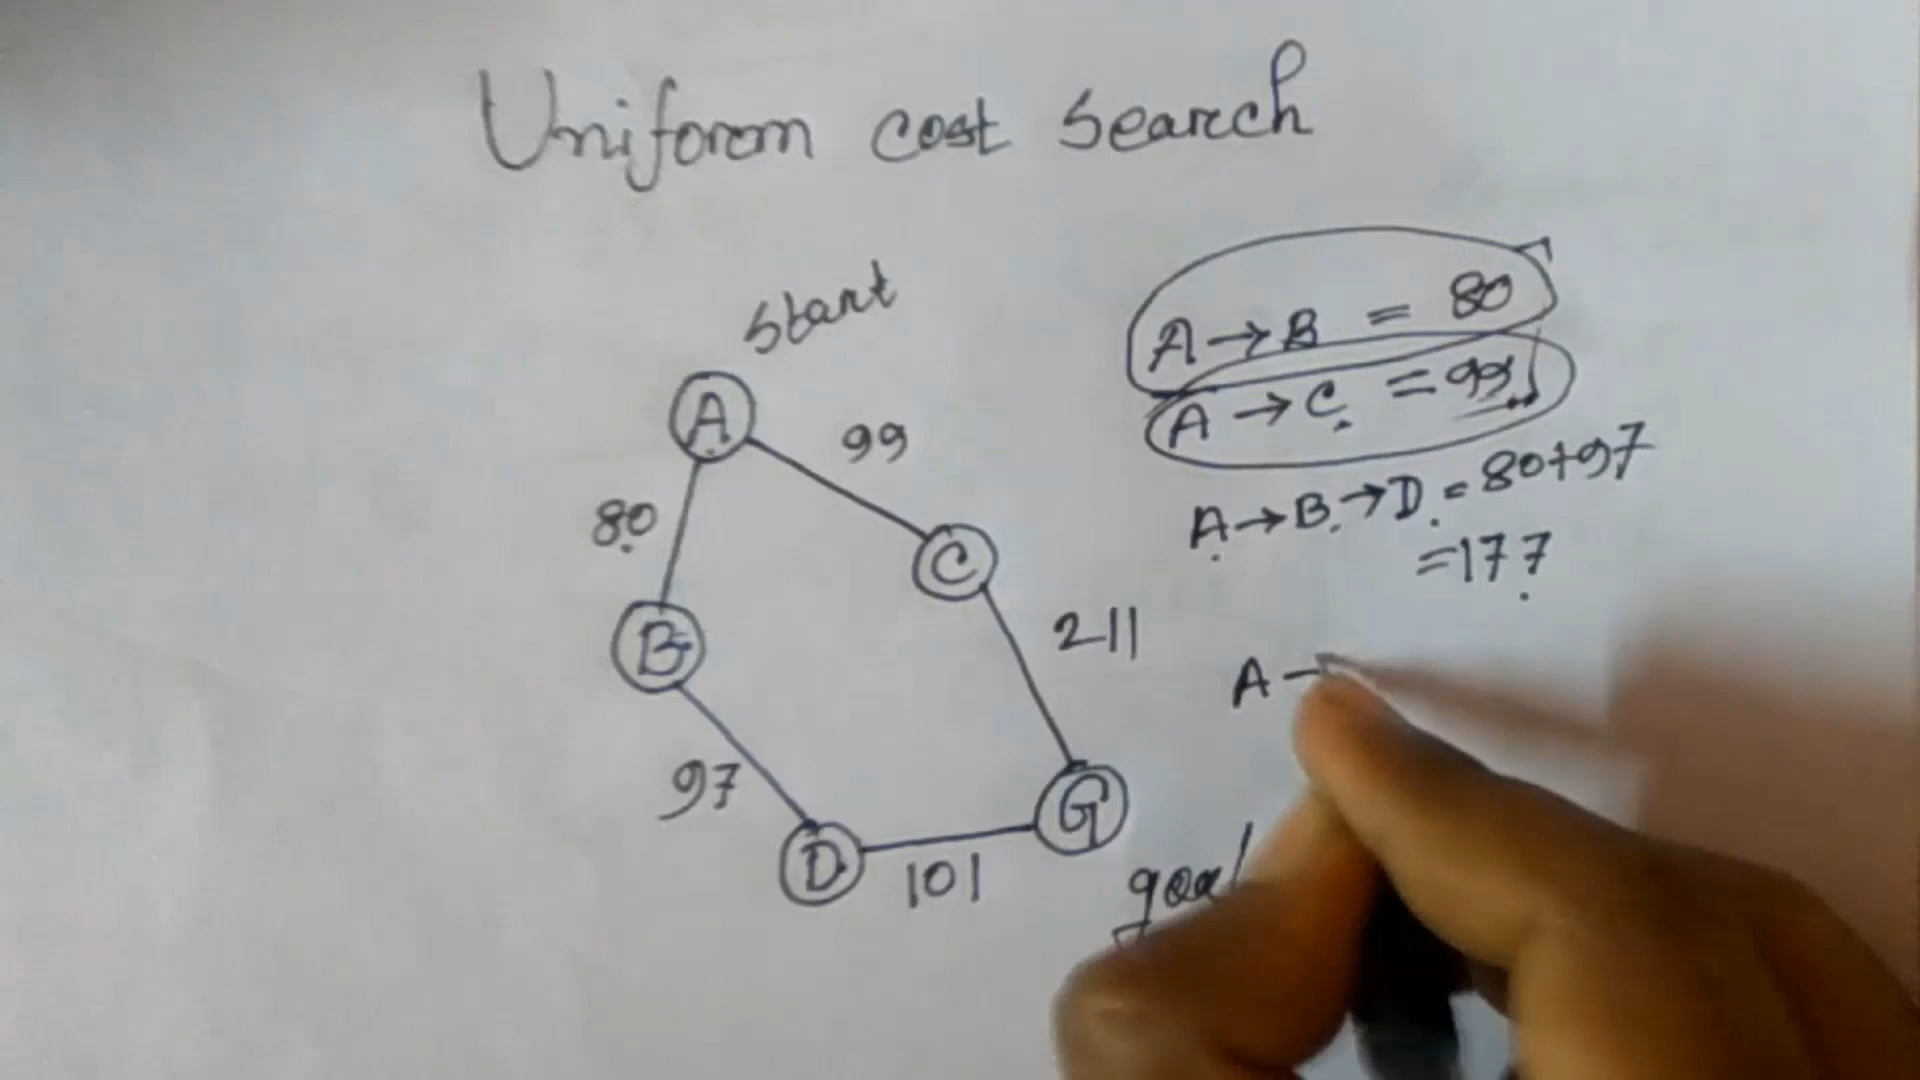 Uniform cost search
Start
A
99
80
C
B
211
97
G
D
101
goal
A → B = 80
A → C = 99
A → B → D = 80+97
= 177
A –